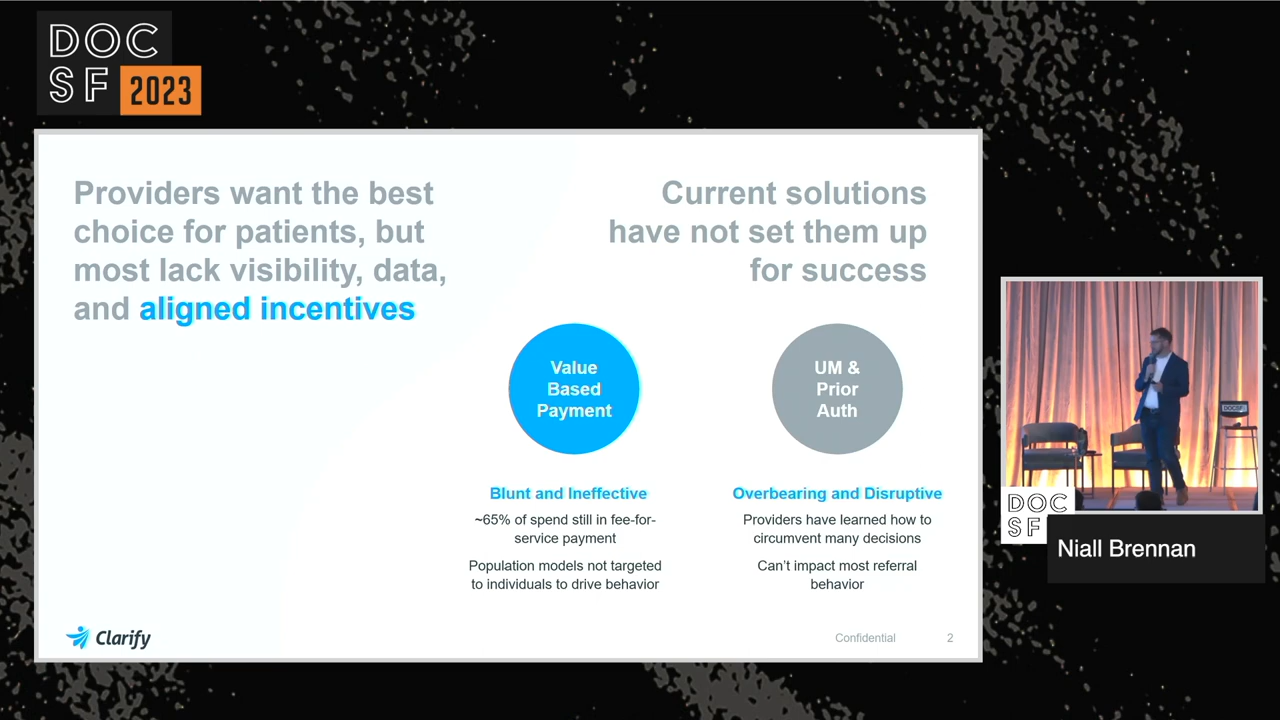 DOC
SF 2023
Providers want the best
choice for patients, but
most lack visibility, data,
and aligned incentives
Current solutions
have not set them up
for success
Value
Based
Payment
UM &
Prior
Auth
Blunt and Ineffective
~65% of spend still in fee-for-
service payment
Population models not targeted
to individuals to drive behavior
Overbearing and Disruptive
Providers have learned how to
circumvent many decisions
Can’t impact most referral
behavior
Clarify
Confidential
2
DOCSF
DOC
SF
Niall Brennan